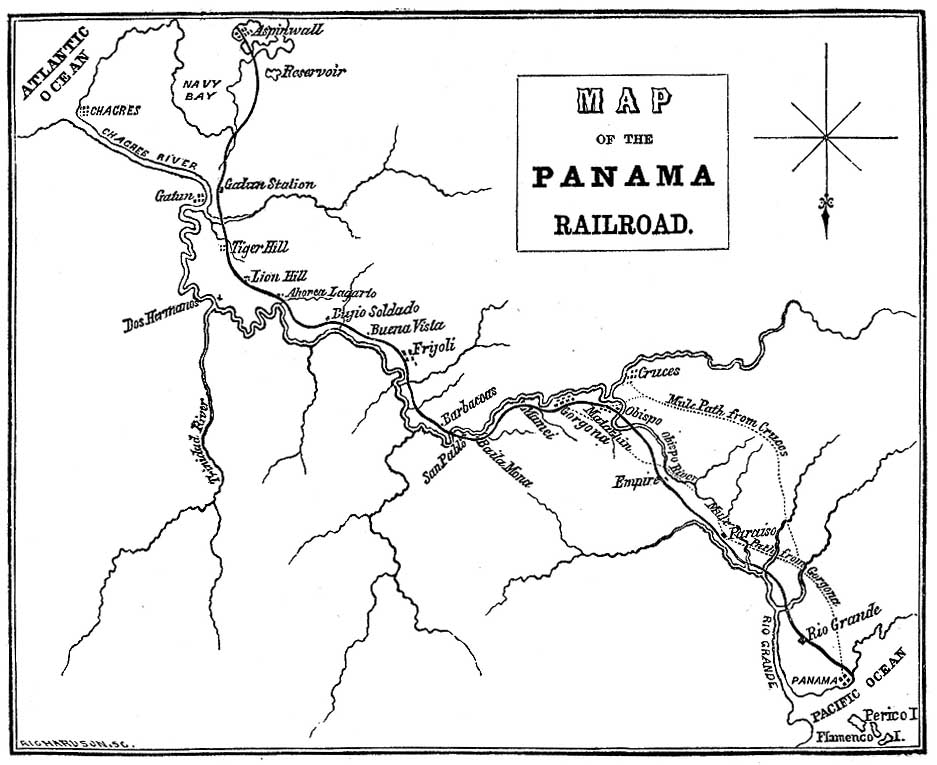 MAP
OF THE
PANAMA
RAILROAD.
ATLANTIC
OCEAN
Aspinwall
Reservoir
NAVY
BAY
CHAGRES
CHAGRE RIVER
Gatun Station
Gatun
Tiger Hill
Lion Hill
Ahorca Lagarto
Dos Hermanos
Bujio Soldado
Buena Vista
Frijoli
Trinidad River
Barbacoas
San Pablo
Baila Mona
Mamei
Gorgona
Matachin
Obispo
Obispo River
Cruces
Mule Path from Cruces
Empire
Mule Path from Gorgona
Paraiso
Rio Grande
RIO GRANDE
PANAMA
PACIFIC OCEAN
Perico I
Flamenco I.
RICHARDSON.SC.